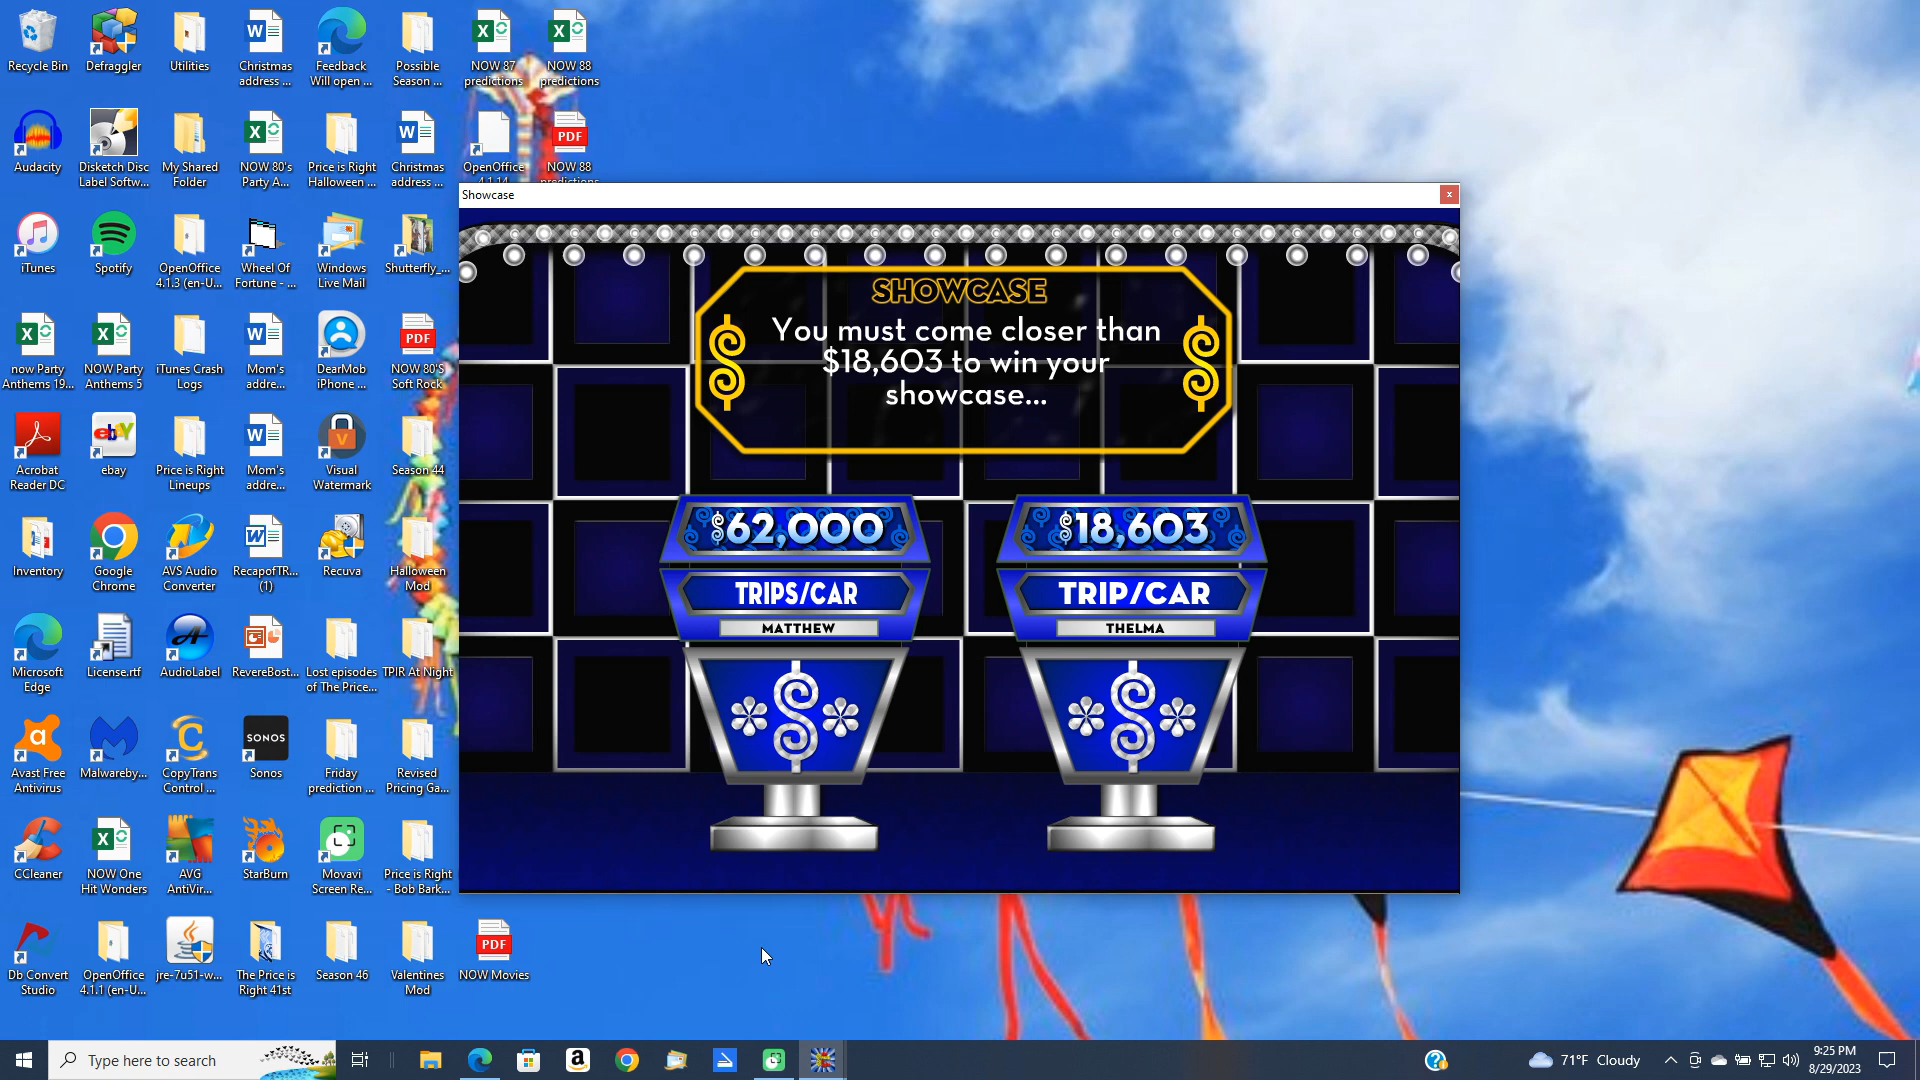 Recycle Bin
Defraggler
Utilities
Christmas
address ...
Feedback
Will open ...
Possible
Season ...
NOW 87
predictions
NOW 88
predictions
Audacity
Disketch Disc
Label Softw...
My Shared
Folder
NOW 80's
Party A...
Price is Right
Halloween ...
Christmas
address ...
OpenOffice
4.1.14
PDF
NOW 88
predictions
iTunes
Spotify
OpenOffice
4.1.3 (en-U...
Wheel Of
Fortune - ...
Windows
Live Mail
Shutterfly_...
now Party
Anthems 19...
NOW Party
Anthems 5
iTunes Crash
Logs
Mom's
addre...
DearMob
iPhone ...
PDF
NOW 80'S
Soft Rock
Acrobat
Reader DC
ebay
ebay
Price is Right
Lineups
Mom's
addre...
Visual
Watermark
Season 44
Inventory
Google
Chrome
AVS Audio
Converter
RecapofTR...
(1)
Recuva
Halloween
Mod
Microsoft
Edge
License.rtf
AudioLabel
RevereBost...
Lost episodes
of The Price...
TPIR At Night
Avast Free
Antivirus
Malwareby...
CopyTrans
Control ...
SONOS
Sonos
Friday
prediction ...
Revised
Pricing Ga...
CCleaner
NOW One
Hit Wonders
AVG
AntiVir...
StarBurn
Movavi
Screen Re...
Price is Right
- Bob Bark...
Db Convert
Studio
OpenOffice
4.1.1 (en-U...
jre-7u51-w...
The Price is
Right 41st
Season 46
Valentines
Mod
PDF
NOW Movies
Showcase
SHOWCASE
You must come closer than
$18,603 to win your
showcase...
$62,000
TRIPS/CAR
MATTHEW
$18,603
TRIP/CAR
THELMA
Type here to search
71°F Cloudy
9:25 PM
8/29/2023